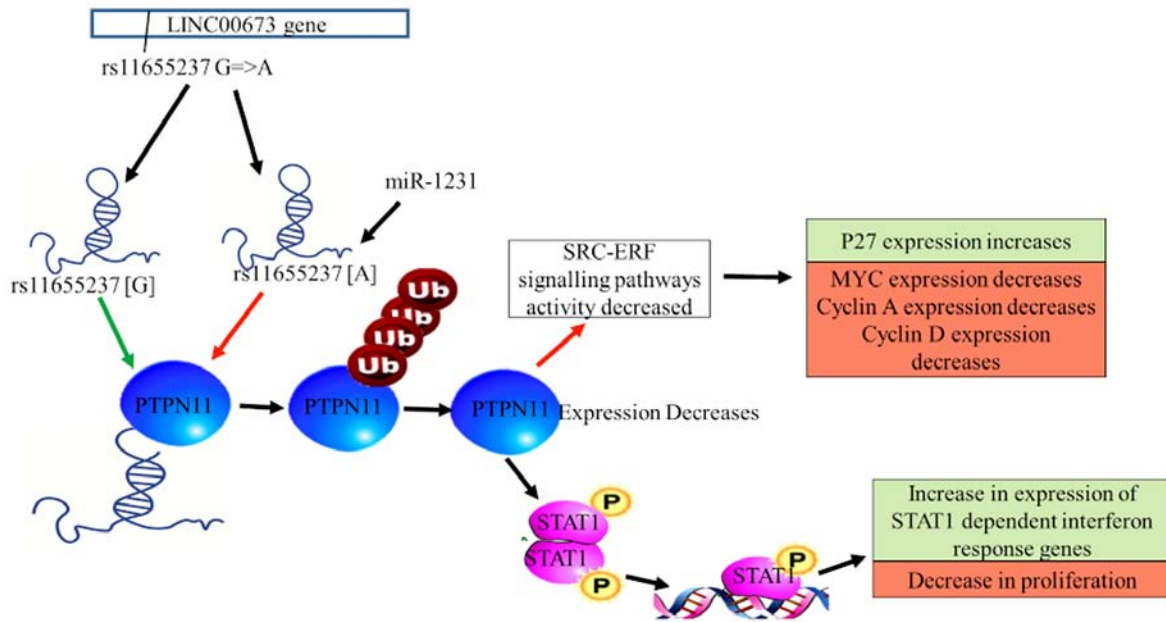 LINC00673 gene
rs11655237 G=>A
miR-1231
rs11655237 [G]
rs11655237 [A]
Ub
Ub
Ub
Ub
SRC-ERF
signalling pathways
activity decreased
P27 expression increases
MYC expression decreases
Cyclin A expression decreases
Cyclin D expression
decreases
PTPN11
PTPN11
PTPN11 Expression Decreases
P
STAT1
STAT1
P
P
STAT1
Increase in expression of
STAT1 dependent interferon
response genes
Decrease in proliferation